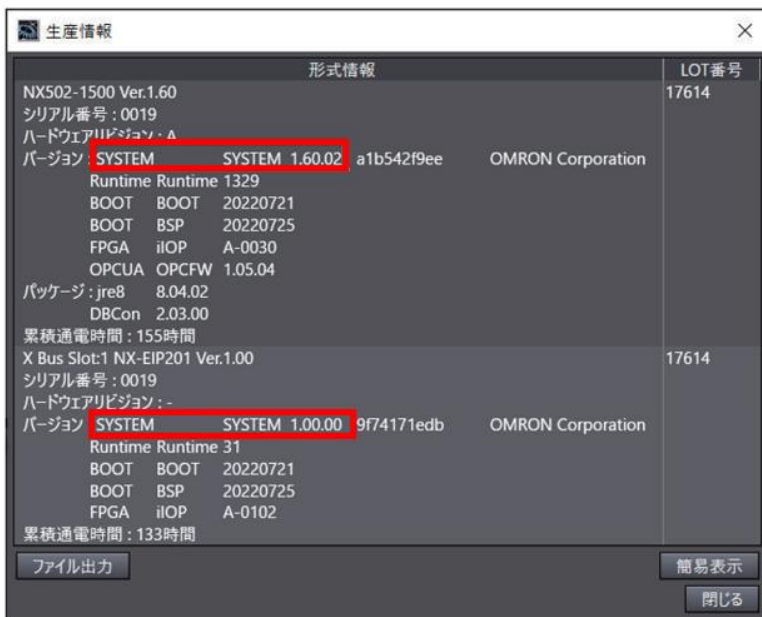 生産情報
形式情報 LOT番号
NX502-1500 Ver.1.60 17614
シリアル番号 : 0019
ハードウェアリビジョン : A
バージョン : SYSTEM SYSTEM 1.60.02 a1b542f9ee OMRON Corporation
Runtime Runtime 1329
BOOT BOOT 20220721
BOOT BSP 20220725
FPGA iIOP A-0030
OPCUA OPCFW 1.05.04
パッケージ : jre8 8.04.02
DBCon 2.03.00
累積通電時間 : 155時間
X Bus Slot:1 NX-EIP201 Ver.1.00 17614
シリアル番号 : 0019
ハードウェアリビジョン : -
バージョン SYSTEM SYSTEM 1.00.00 9f74171edb OMRON Corporation
Runtime Runtime 31
BOOT BOOT 20220721
BOOT BSP 20220725
FPGA iIOP A-0102
累積通電時間 : 133時間
ファイル出力 簡易表示
閉じる